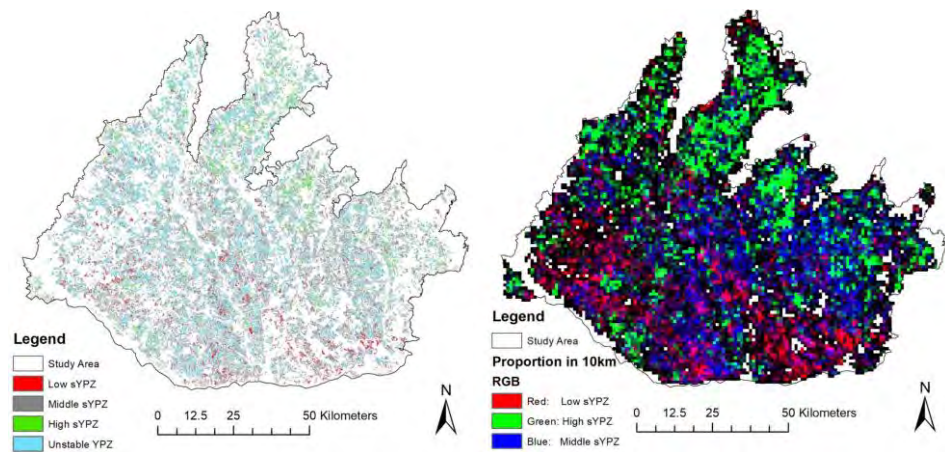 Legend
Study Area
Low sYPZ
Middle sYPZ
High sYPZ
Unstable YPZ
0 12.5 25 50 Kilometers
N
Legend
Study Area
Proportion in 10km
RGB
Red: Low sYPZ
Green: High sYPZ
Blue: Middle sYPZ
0 12.5 25 50 Kilometers
N